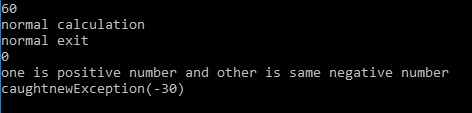 60
normal calculation
normal exit
0
one is positive number and other is same negative number
caughtnewException(-30)